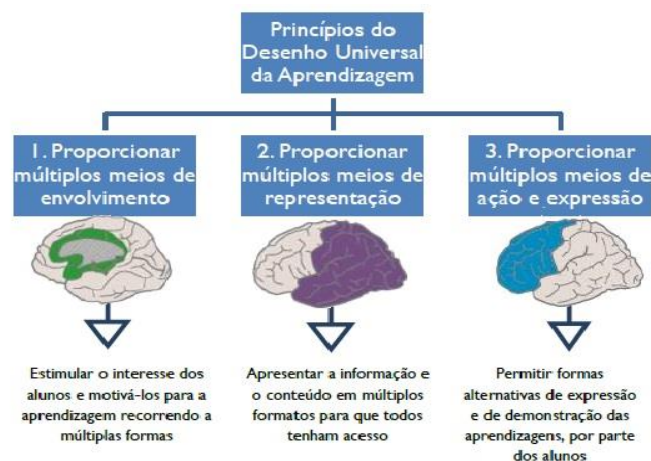 Princípios do
Desenho Universal
da Aprendizagem
1. Proporcionar
múltiplos meios de
envolvimento
2. Proporcionar
múltiplos meios de
representação
3. Proporcionar
múltiplos meios de
ação e expressão
Estimular o interesse dos
alunos e motivá-los para a
aprendizagem recorrendo a
múltiplas formas
Apresentar a informação e
o conteúdo em múltiplos
formatos para que todos
tenham acesso
Permitir formas
alternativas de expressão
e de demonstração das
aprendizagens, por parte
dos alunos